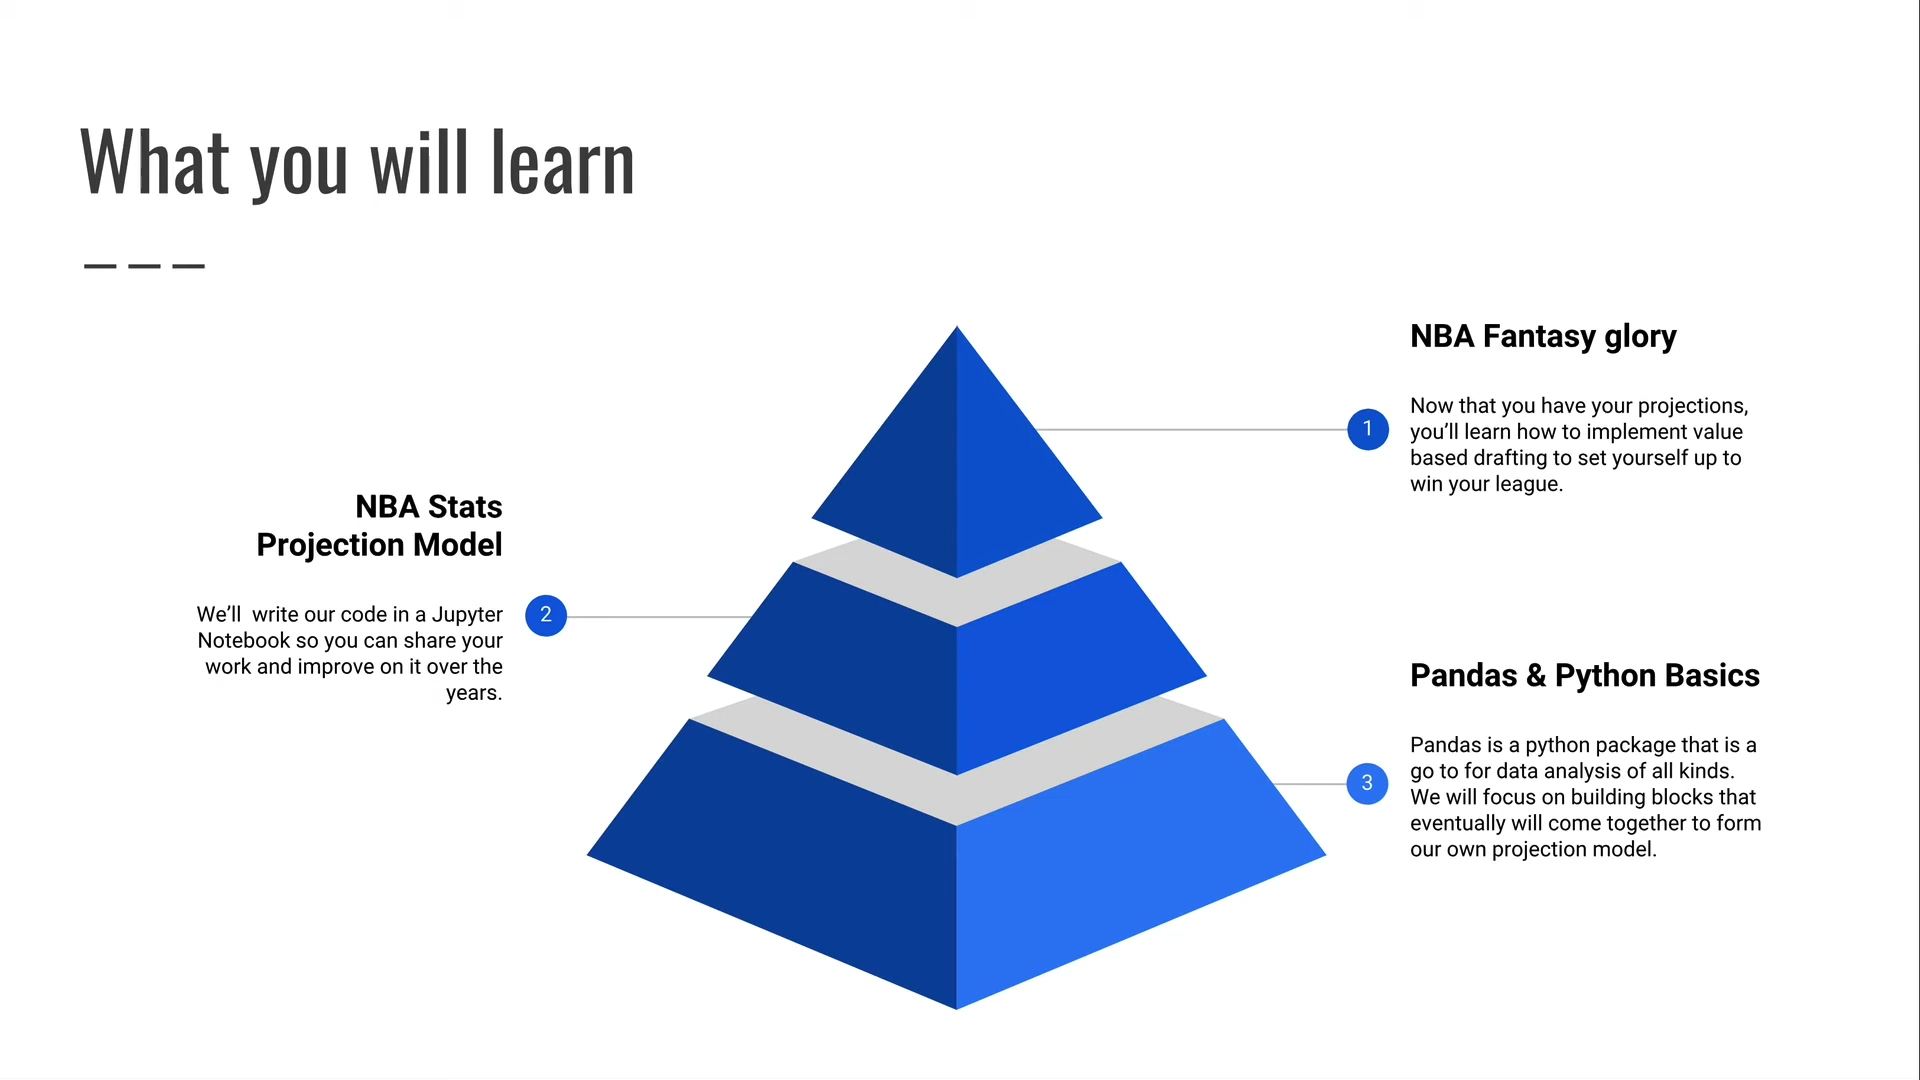 What you will learn
NBA Fantasy glory
1
Now that you have your projections,
you’ll learn how to implement value
based drafting to set yourself up to
win your league.
NBA Stats
Projection Model
2
We’ll  write our code in a Jupyter
Notebook so you can share your
work and improve on it over the
years.
Pandas & Python Basics
3
Pandas is a python package that is a
go to for data analysis of all kinds.
We will focus on building blocks that
eventually will come together to form
our own projection model.